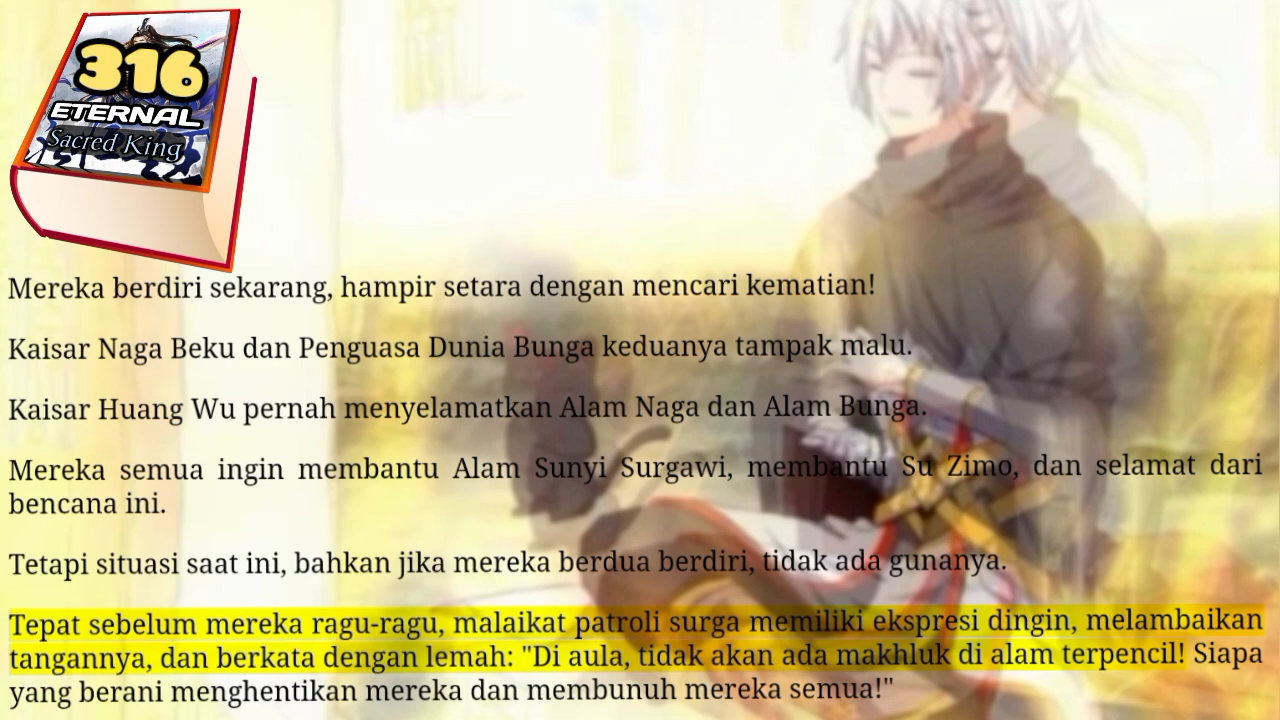 316
ETERNAL
Sacred King
Mereka berdiri sekarang, hampir setara dengan mencari kematian!
Kaisar Naga Beku dan Penguasa Dunia Bunga keduanya tampak malu.
Kaisar Huang Wu pernah menyelamatkan Alam Naga dan Alam Bunga.
Mereka semua ingin membantu Alam Sunyi Surgawi, membantu Su Zimo, dan selamat dari
bencana ini.
Tetapi situasi saat ini, bahkan jika mereka berdua berdiri, tidak ada gunanya.
Tepat sebelum mereka ragu-ragu, malaikat patroli surga memiliki ekspresi dingin, melambaikan
tangannya, dan berkata dengan lemah: "Di aula, tidak akan ada makhluk di alam terpencil! Siapa
yang berani menghentikan mereka dan membunuh mereka semua!"